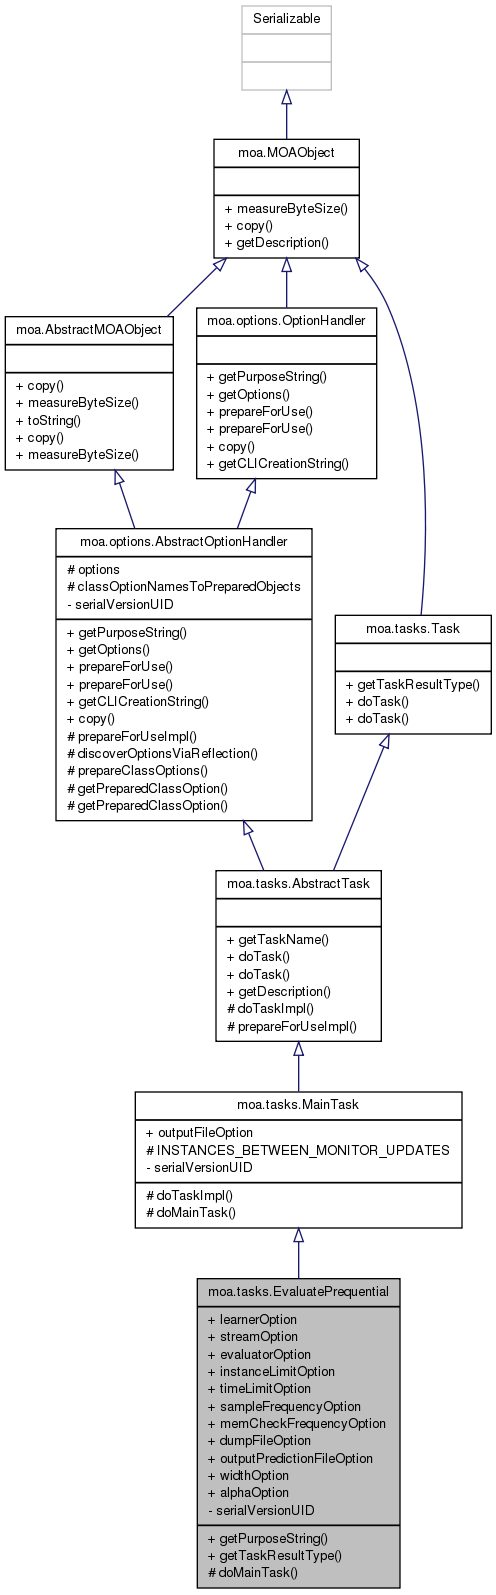 Serializable
moa.MOAObject
+ measureByteSize()
+ copy()
+ getDescription()
moa.AbstractMOAObject
+ copy()
+ measureByteSize()
+ toString()
+ copy()
+ measureByteSize()
moa.options.OptionHandler
+ getPurposeString()
+ getOptions()
+ prepareForUse()
+ prepareForUse()
+ copy()
+ getCLICreationString()
moa.options.AbstractOptionHandler
# options
# classOptionNamesToPreparedObjects
- serialVersionUID
+ getPurposeString()
+ getOptions()
+ prepareForUse()
+ prepareForUse()
+ getCLICreationString()
+ copy()
# prepareForUseImpl()
# discoverOptionsViaReflection()
# prepareClassOptions()
# getPreparedClassOption()
# getPreparedClassOption()
moa.tasks.Task
+ getTaskResultType()
+ doTask()
+ doTask()
moa.tasks.AbstractTask
+ getTaskName()
+ doTask()
+ doTask()
+ getDescription()
# doTaskImpl()
# prepareForUseImpl()
moa.tasks.MainTask
+ outputFileOption
# INSTANCES_BETWEEN_MONITOR_UPDATES
- serialVersionUID
# doTaskImpl()
# doMainTask()
moa.tasks.EvaluatePrequential
+ learnerOption
+ streamOption
+ evaluatorOption
+ instanceLimitOption
+ timeLimitOption
+ sampleFrequencyOption
+ memCheckFrequencyOption
+ dumpFileOption
+ outputPredictionFileOption
+ widthOption
+ alphaOption
- serialVersionUID
+ getPurposeString()
+ getTaskResultType()
# doMainTask()